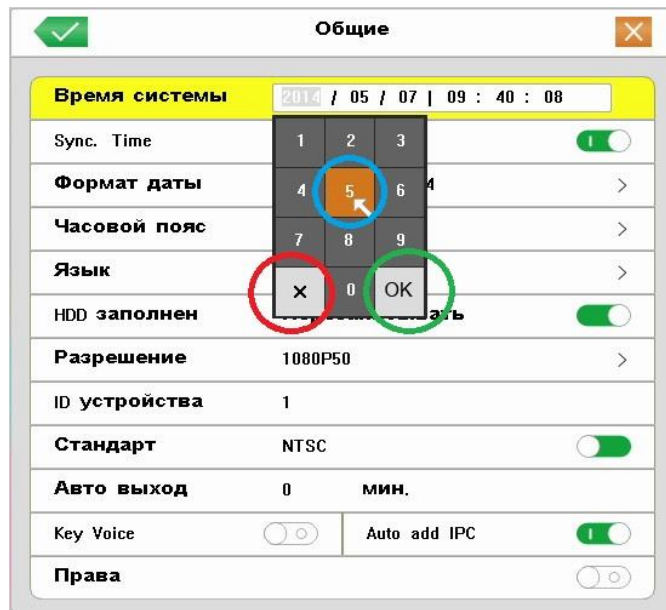 Общие
Время системы 2014 / 05 / 07 | 09 : 40 : 08
Sync. Time
1 2 3
Формат даты
4 5 6
Часовой пояс
7 8 9
Язык
× 0 OK
HDD заполнен
Разрешение 1080P50
ID устройства 1
Стандарт NTSC
Авто выход 0 мин.
Key Voice Auto add IPC
Права